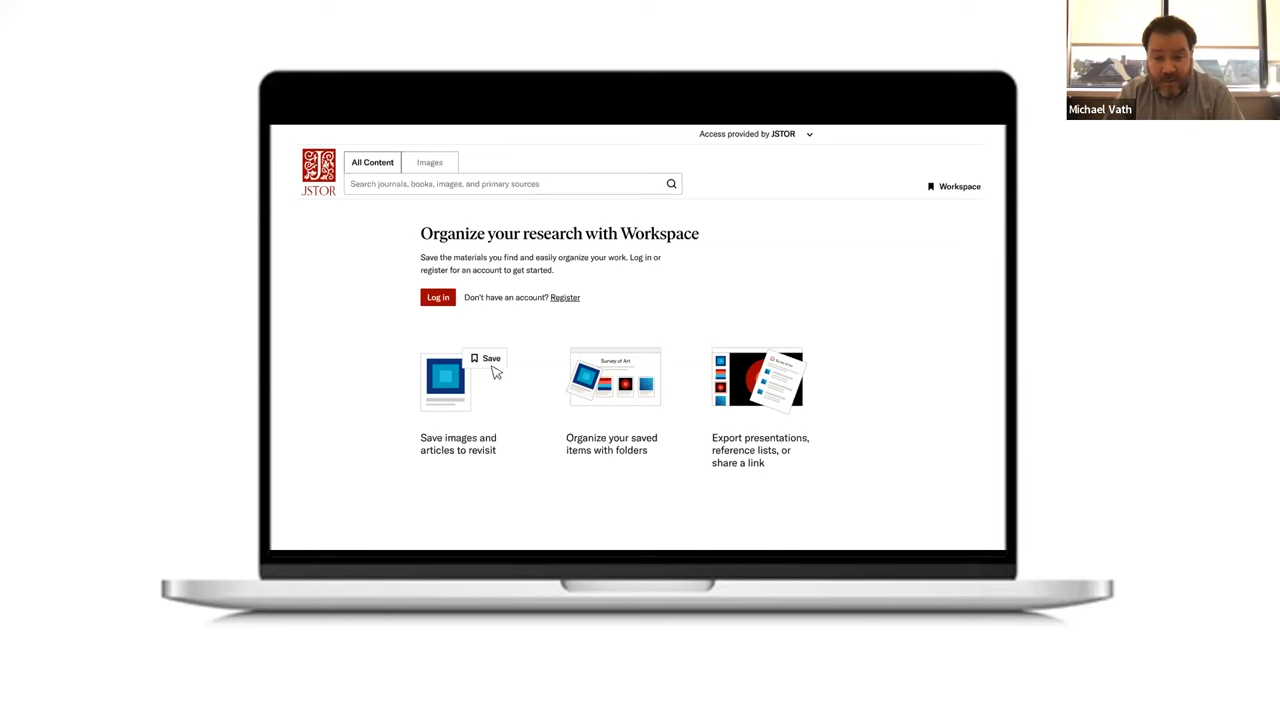 Michael Vath
Access provided by JSTOR
All Content
Images
JSTOR
Search journals, books, images, and primary sources
Workspace
Organize your research with Workspace
Save the materials you find and easily organize your work. Log in or
register for an account to get started.
Log in
Don't have an account? Register
Save
Survey of Art
Survey of Art
Save images and
articles to revisit
Organize your saved
items with folders
Export presentations,
reference lists, or
share a link